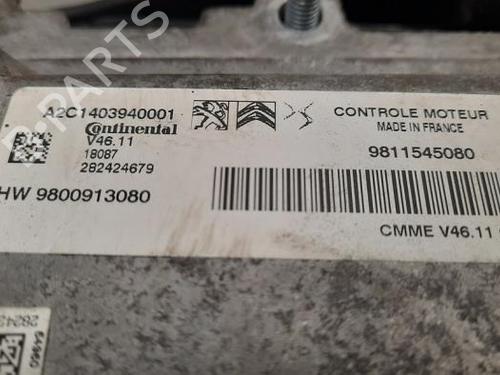 B-PARTS
A2C1403940001
Continental
V46.11
18087
282424679
HW 9800913080
CONTROLE MOTEUR
MADE IN FRANCE
9811545080
CMME V46.11